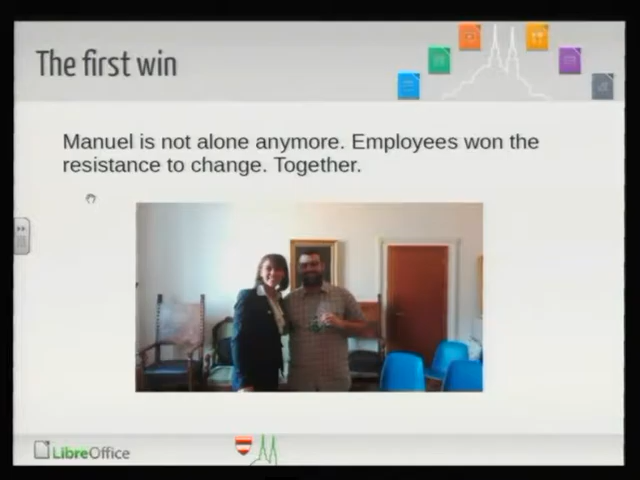 The first win
Manuel is not alone anymore. Employees won the
resistance to change. Together.
LibreOffice